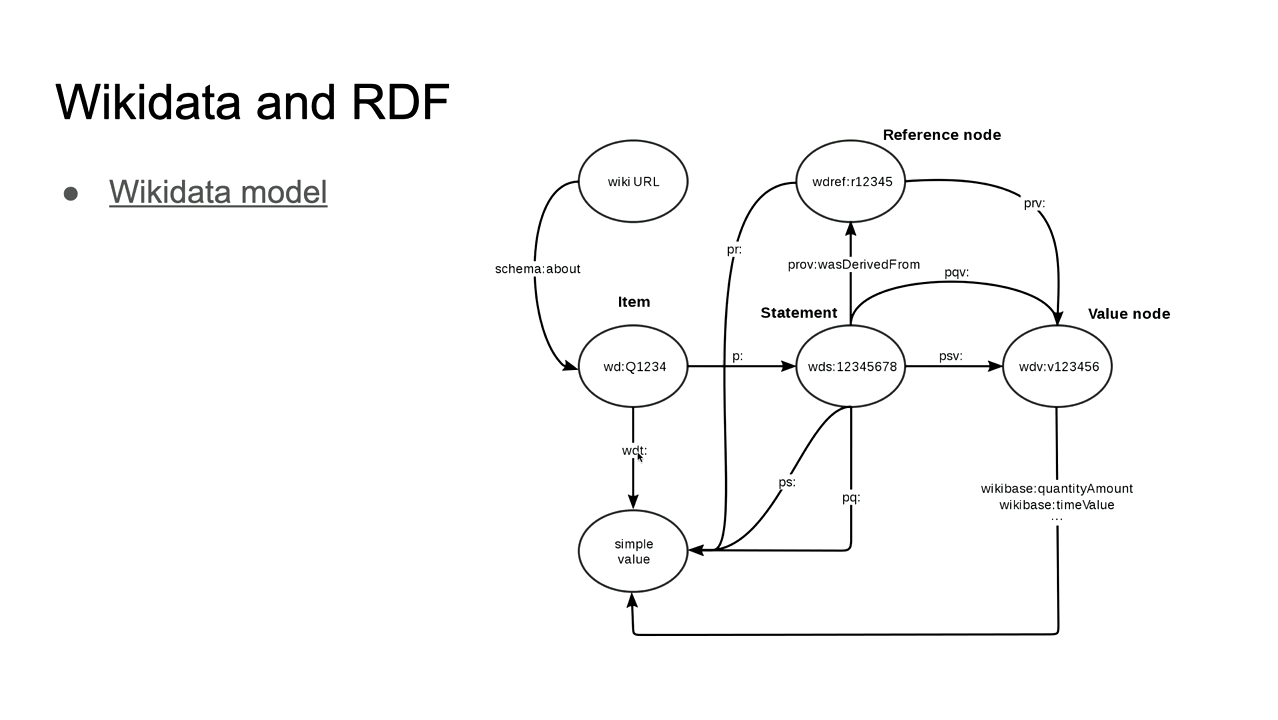 Wikidata and RDF
● Wikidata model
Reference node
wiki URL
wdref:r12345
prv:
pr:
prov:wasDerivedFrom
schema:about
pqv:
Item
Statement
Value node
wd:Q1234
p:
wds:12345678
psv:
wdv:v123456
wdt:
ps:
pq:
wikibase:quantityAmount
wikibase:timeValue
...
simple
value